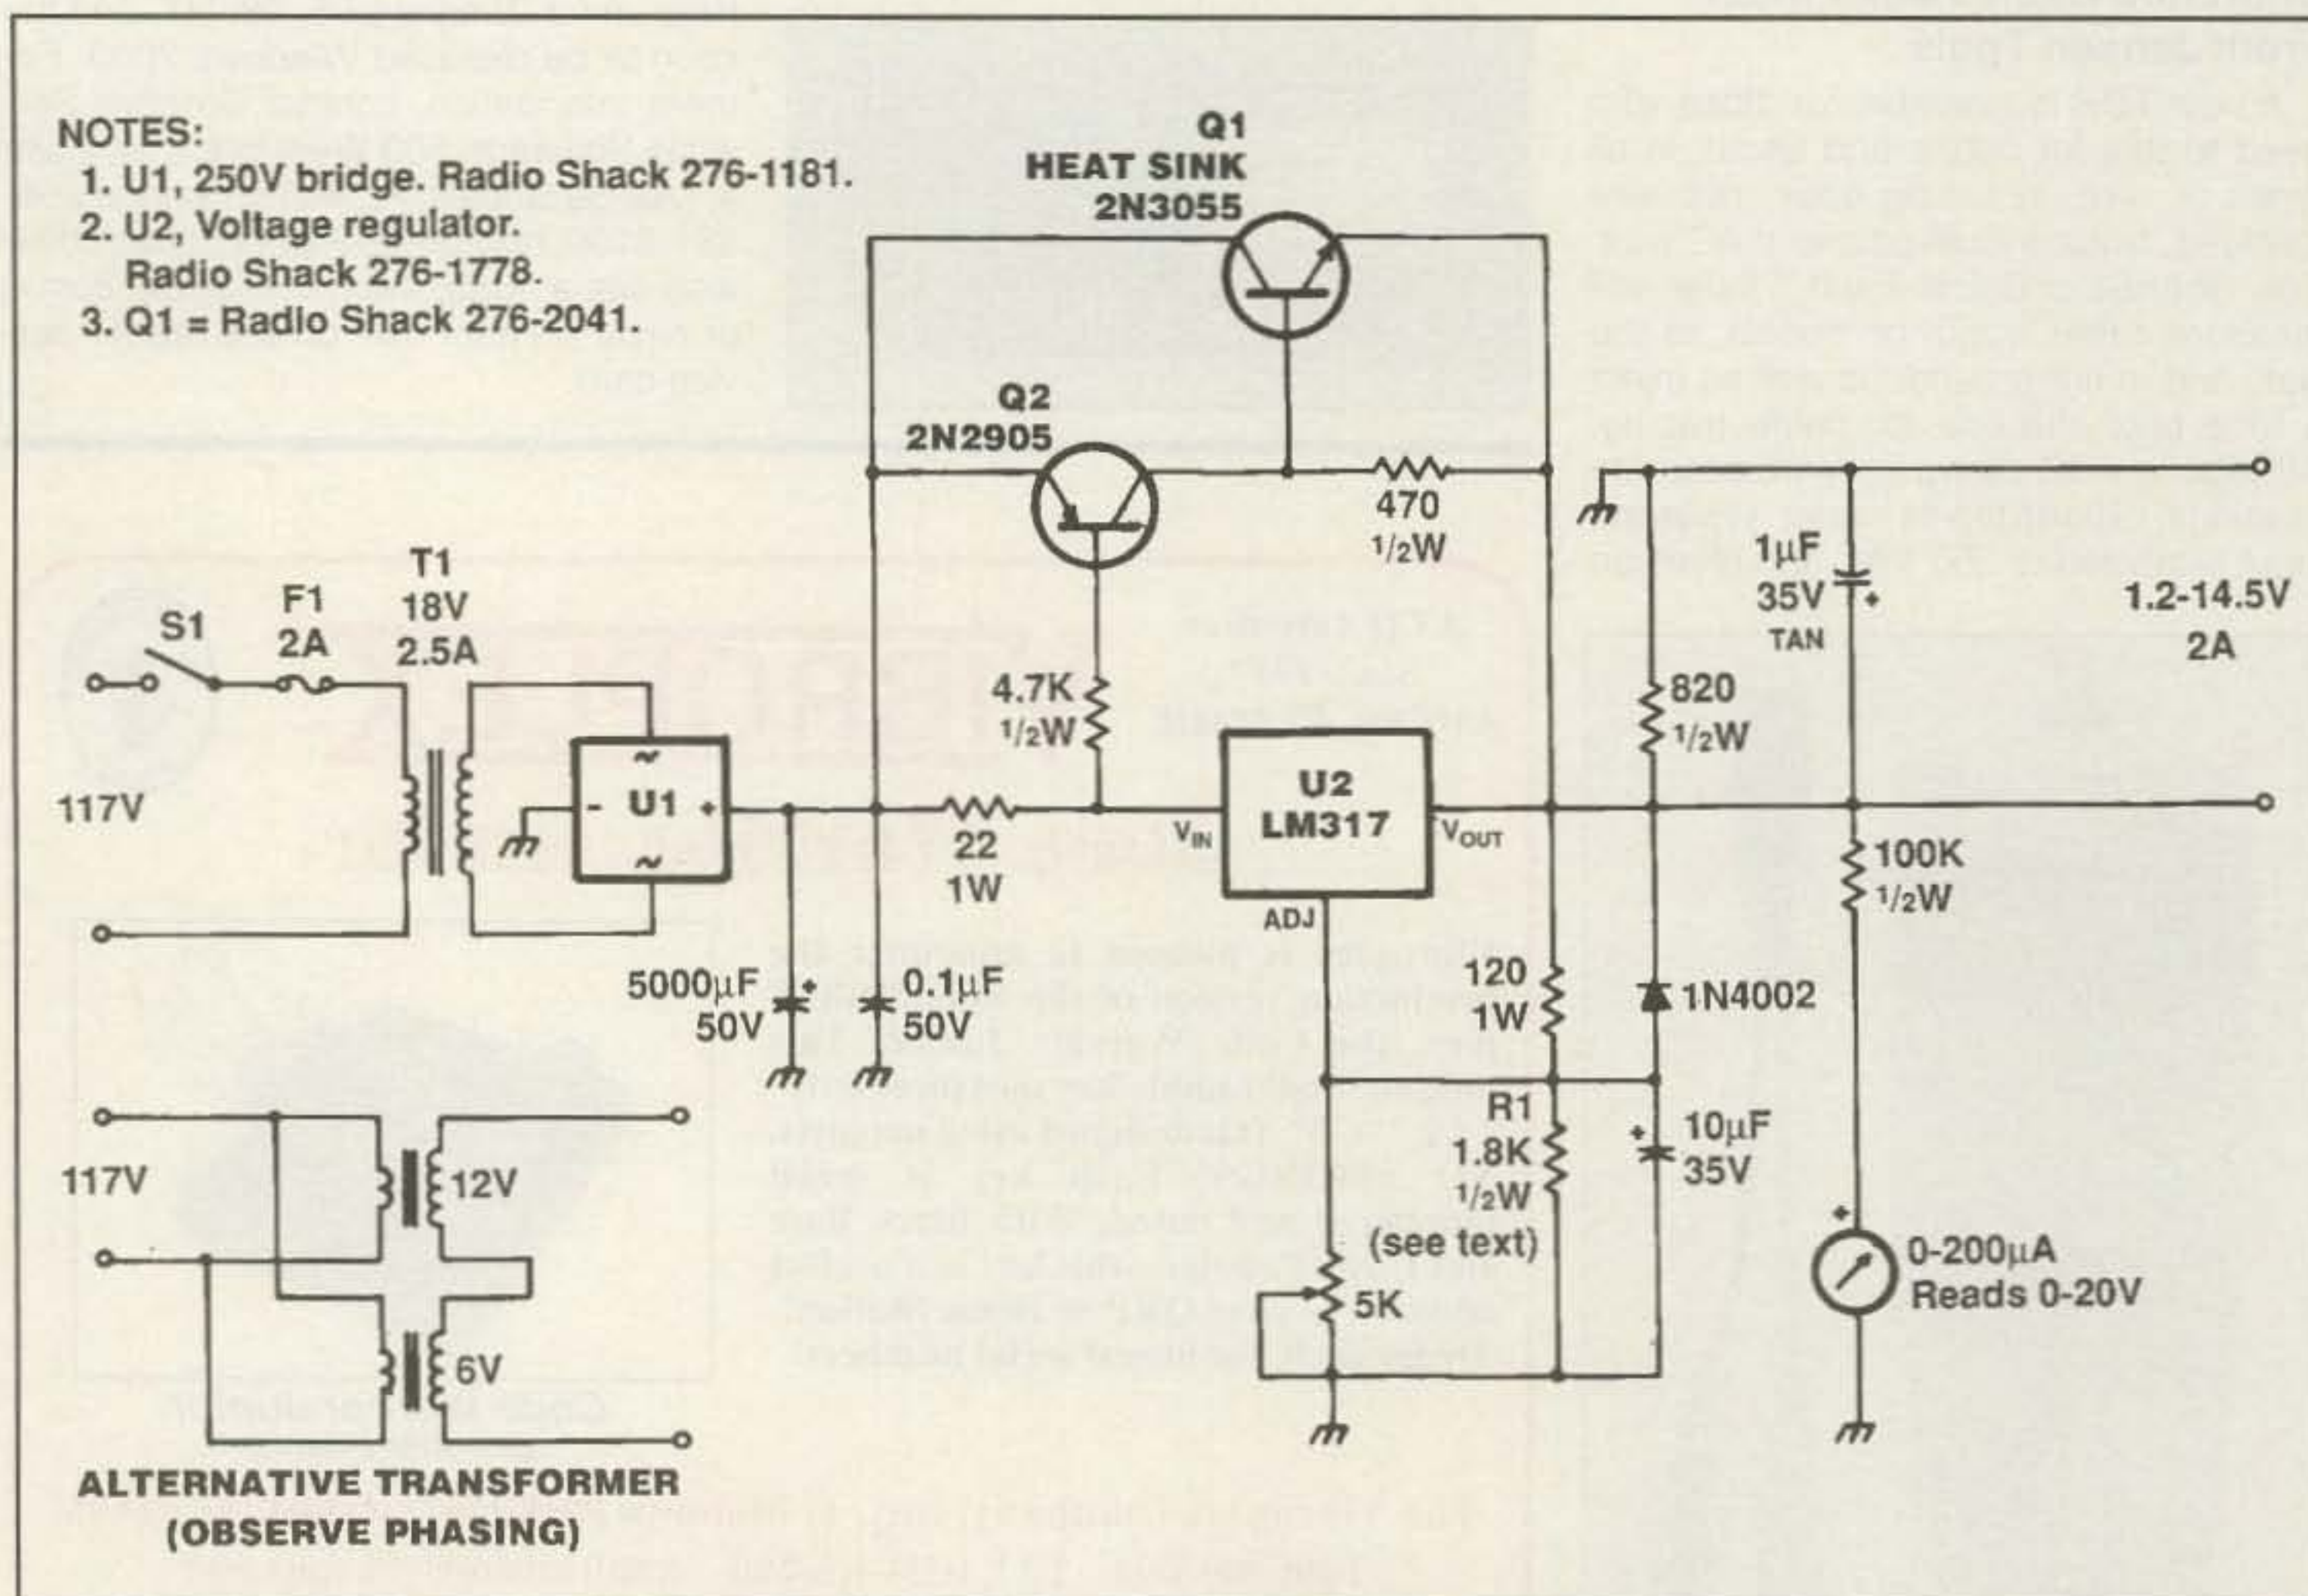 NOTES:
1. U1, 250V bridge. Radio Shack 276-1181.
2. U2, Voltage regulator.
Radio Shack 276-1778.
3. Q1 = Radio Shack 276-2041.
Q1
HEAT SINK
2N3055
Q2
2N2905
470
1/2W
S1
F1
2A
T1
18V
2.5A
117V
~
- U1 +
~
4.7K
1/2W
22
1W
VIN
U2
LM317
VOUT
ADJ
1µF
35V
+
TAN
820
1/2W
1.2-14.5V
2A
100K
1/2W
5000µF
50V
+
0.1µF
50V
120
1W
1N4002
R1
1.8K
1/2W
(see text)
+
10µF
35V
5K
+
0-200µA
Reads 0-20V
117V
12V
6V
ALTERNATIVE TRANSFORMER
(OBSERVE PHASING)